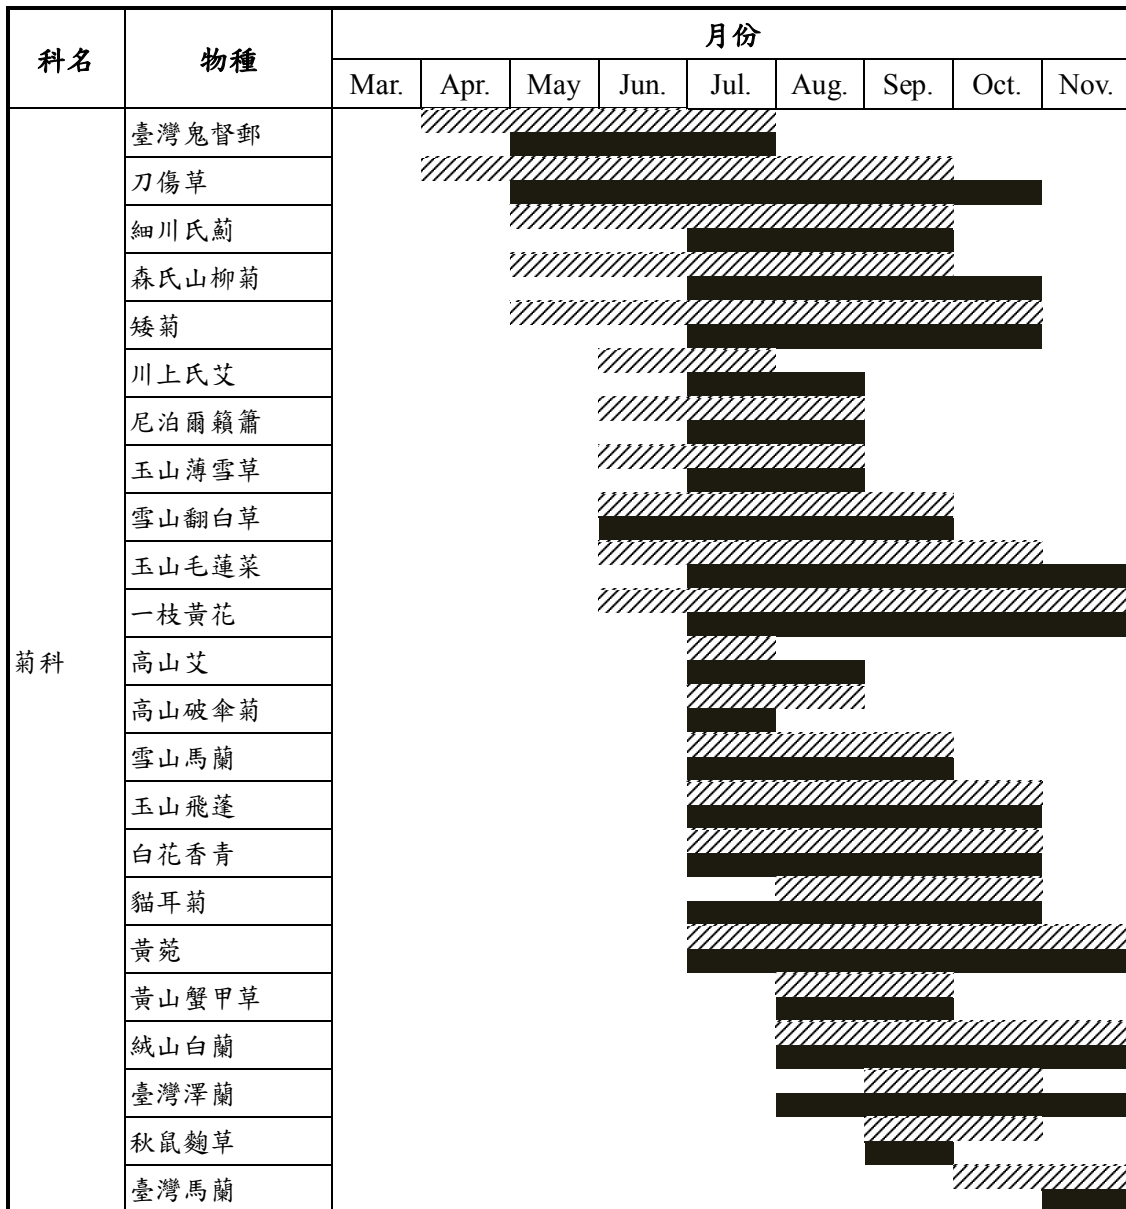 科名 物種 月份
Mar. Apr. May Jun. Jul. Aug. Sep. Oct. Nov.
菊科
臺灣鬼督郵
刀傷草
細川氏薊
森氏山柳菊
矮菊
川上氏艾
尼泊爾籟簫
玉山薄雪草
雪山翻白草
玉山毛蓮菜
一枝黃花
高山艾
高山破傘菊
雪山馬蘭
玉山飛蓬
白花香青
貓耳菊
黃菀
黃山蟹甲草
絨山白蘭
臺灣澤蘭
秋鼠麴草
臺灣馬蘭